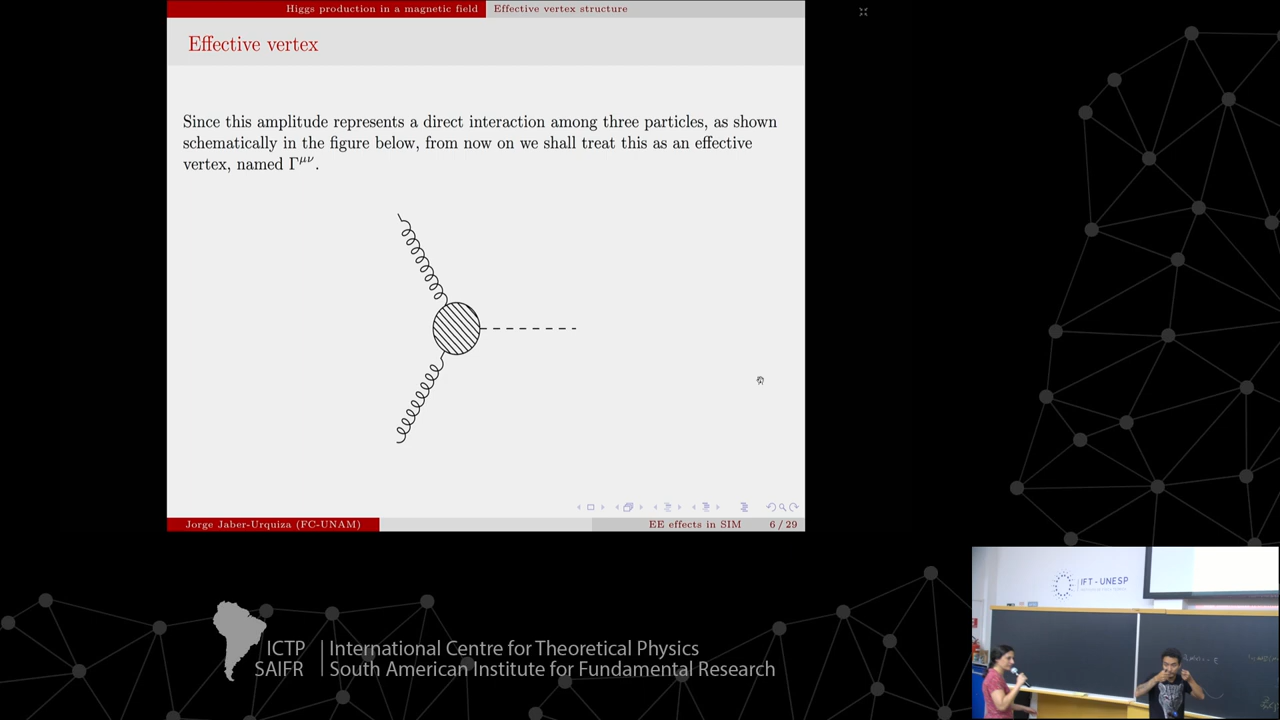 Higgs production in a magnetic field Effective vertex structure
Effective vertex
Since this amplitude represents a direct interaction among three particles, as shown
schematically in the figure below, from now on we shall treat this as an effective
vertex, named Γ^μν.
Jorge Jaber-Urquiza (FC-UNAM) EE effects in SIM 6 / 29
IFT - UNESP
ICTP International Centre for Theoretical Physics
SAIFR South American Institute for Fundamental Research